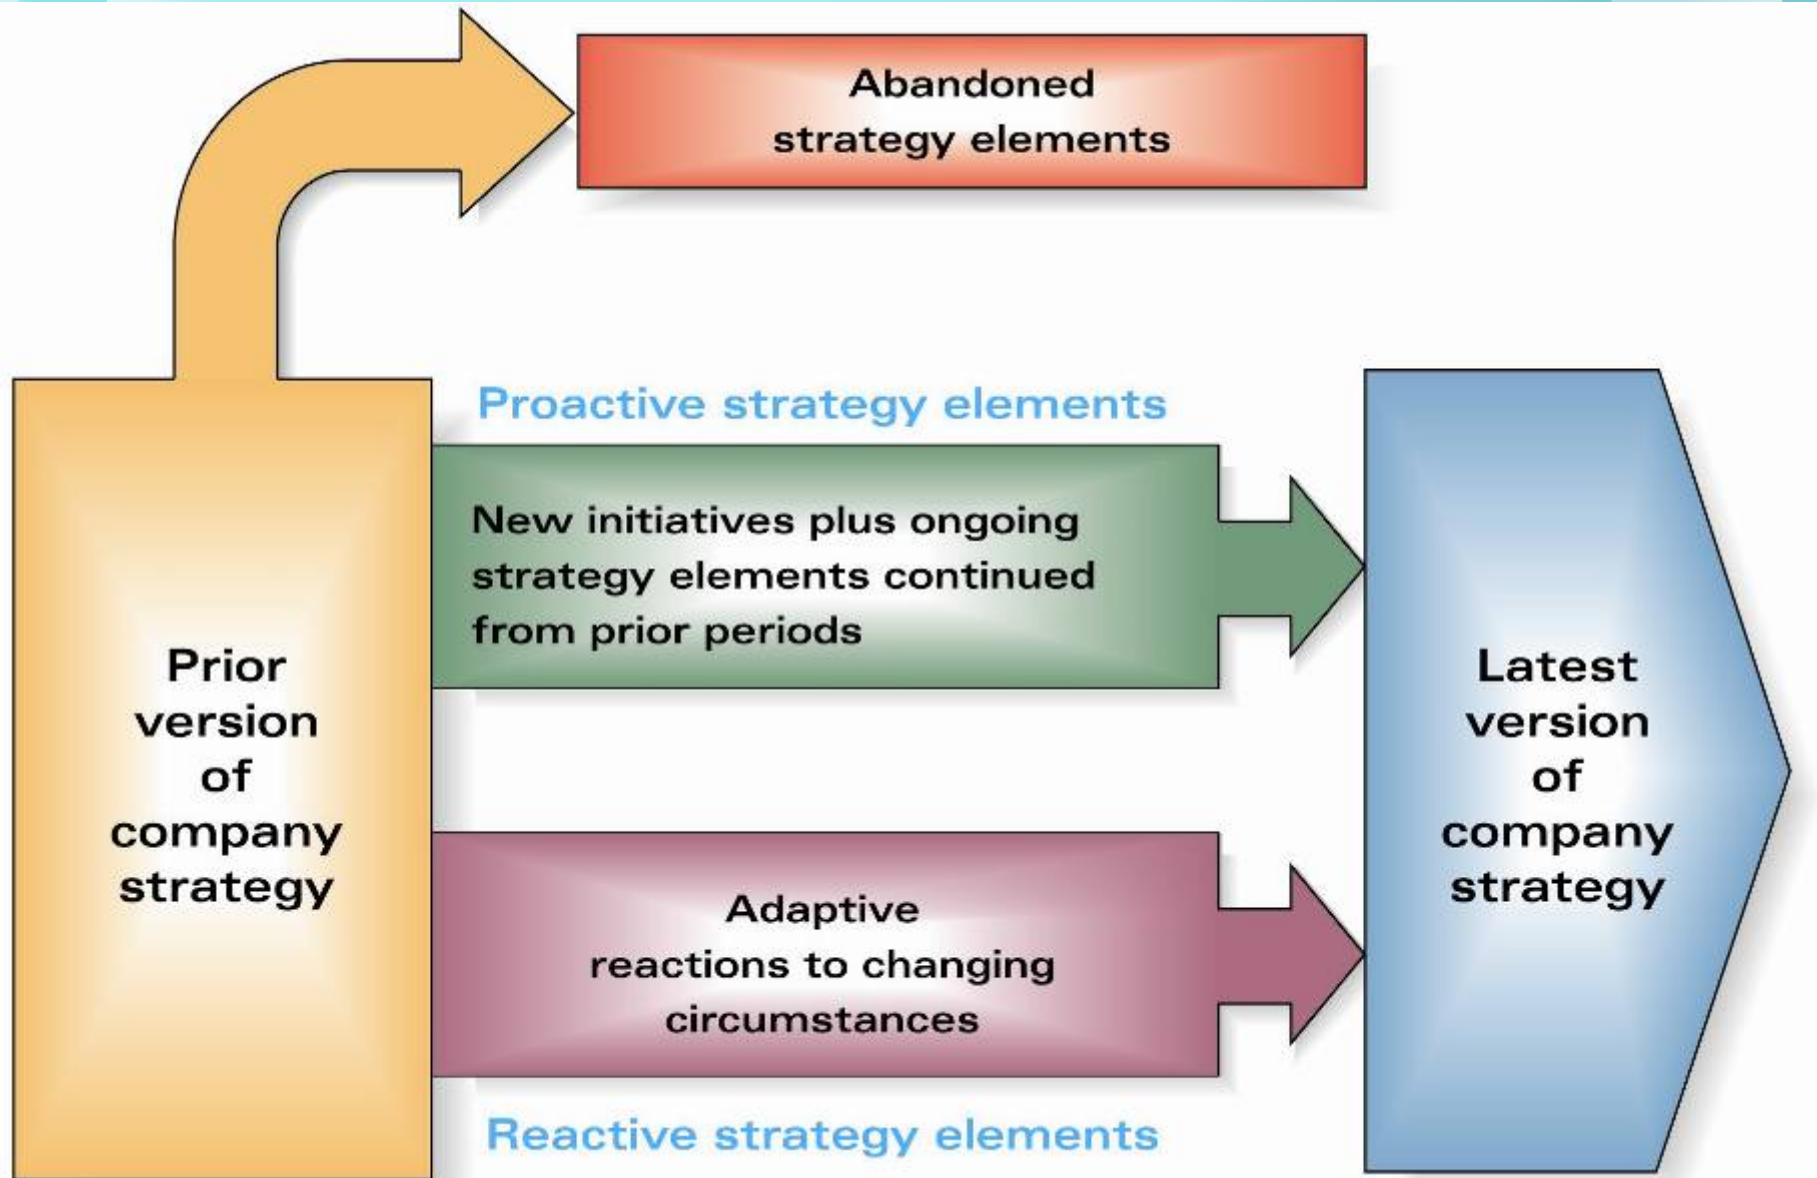 Abandoned
strategy elements
Proactive strategy elements
New initiatives plus ongoing
strategy elements continued
from prior periods
Prior
version
of
company
strategy
Latest
version
of
company
strategy
Adaptive
reactions to changing
circumstances
Reactive strategy elements